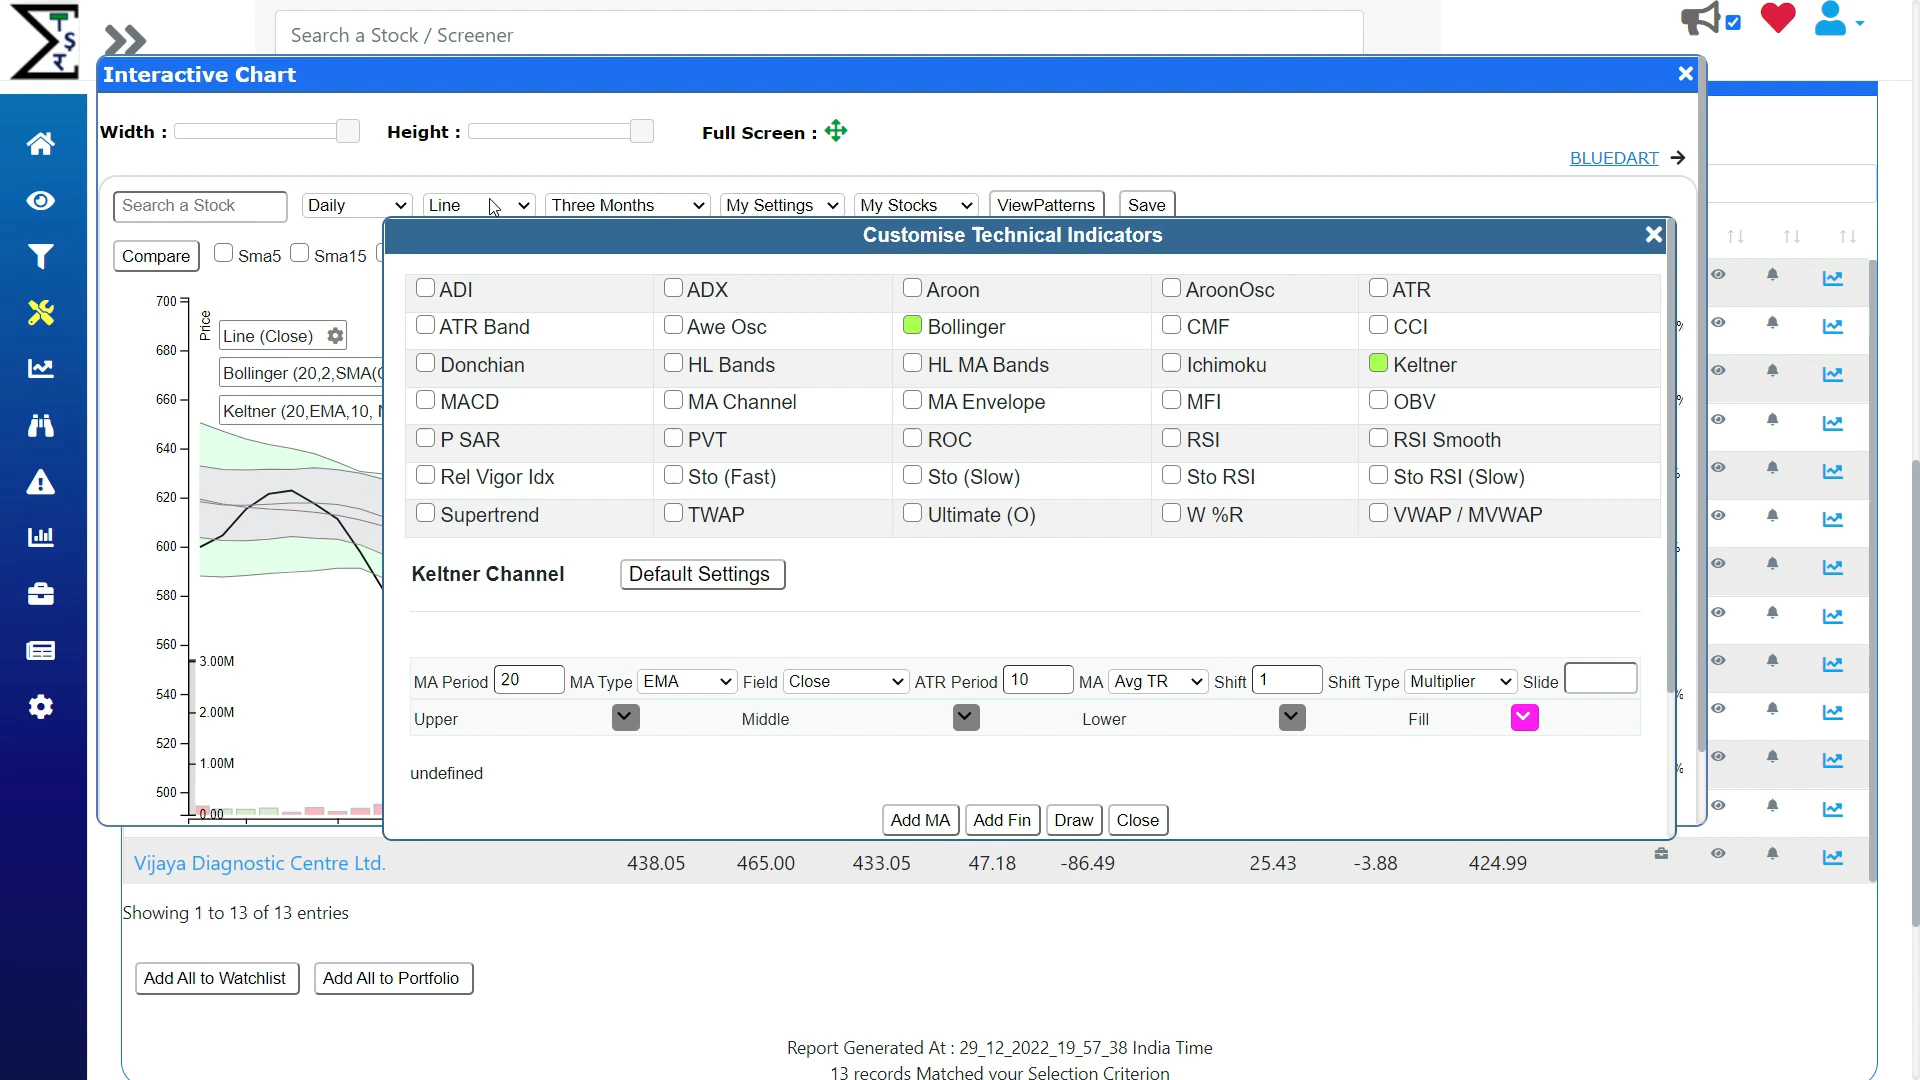 Search a Stock / Screener
Interactive Chart
Width :
Height :
Full Screen :
BLUEDART
Search a Stock
Daily
Line
Three Months
My Settings
My Stocks
ViewPatterns
Save
Customise Technical Indicators
Compare
Sma5
Sma15
ADI
ADX
Aroon
AroonOsc
ATR
ATR Band
Awe Osc
Bollinger
CMF
CCI
Donchian
HL Bands
HL MA Bands
Ichimoku
Keltner
MACD
MA Channel
MA Envelope
MFI
OBV
P SAR
PVT
ROC
RSI
RSI Smooth
Rel Vigor Idx
Sto (Fast)
Sto (Slow)
Sto RSI
Sto RSI (Slow)
Supertrend
TWAP
Ultimate (O)
W %R
VWAP / MVWAP
700
680
660
640
620
600
580
560
540
520
500
Price
Line (Close)
Bollinger (20,2,SMA(
Keltner (20,EMA,10,
3.00M
2.00M
1.00M
0.00
Keltner Channel
Default Settings
MA Period 20 MA Type EMA Field Close ATR Period 10 MA Avg TR Shift 1 Shift Type Multiplier Slide
Upper Middle Lower Fill
undefined
Add MA
Add Fin
Draw
Close
Vijaya Diagnostic Centre Ltd. 438.05 465.00 433.05 47.18 -86.49 25.43 -3.88 424.99
Showing 1 to 13 of 13 entries
Add All to Watchlist
Add All to Portfolio
Report Generated At : 29_12_2022_19_57_38 India Time
13 records Matched your Selection Criterion